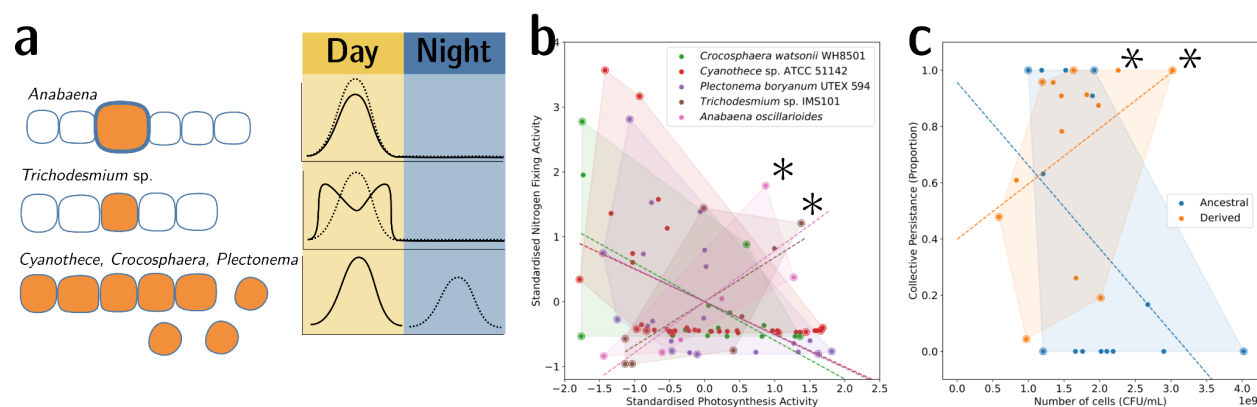 a
Day
Night
Anabaena
Trichodesmium sp.
Cyanothece, Crocosphaera, Plectonema
b
Crocosphaera watsonii WH8501
Cyanothece sp. ATCC 51142
Plectonema boryanum UTEX 594
Trichodesmium sp. IMS101
Anabaena oscillarioides
*
*
Standardised Nitrogen Fixing Activity
4
3
2
1
0
−1
−2.0 −1.5 −1.0 −0.5 0.0 0.5 1.0 1.5 2.0 2.5
Standardised Photosynthesis Activity
c
* *
Collective Persistance (Proportion)
1.0
0.8
0.6
0.4
0.2
0.0
Ancestral
Derived
0.0 0.5 1.0 1.5 2.0 2.5 3.0 3.5 4.0
1e9
Number of cells (CFU/mL)